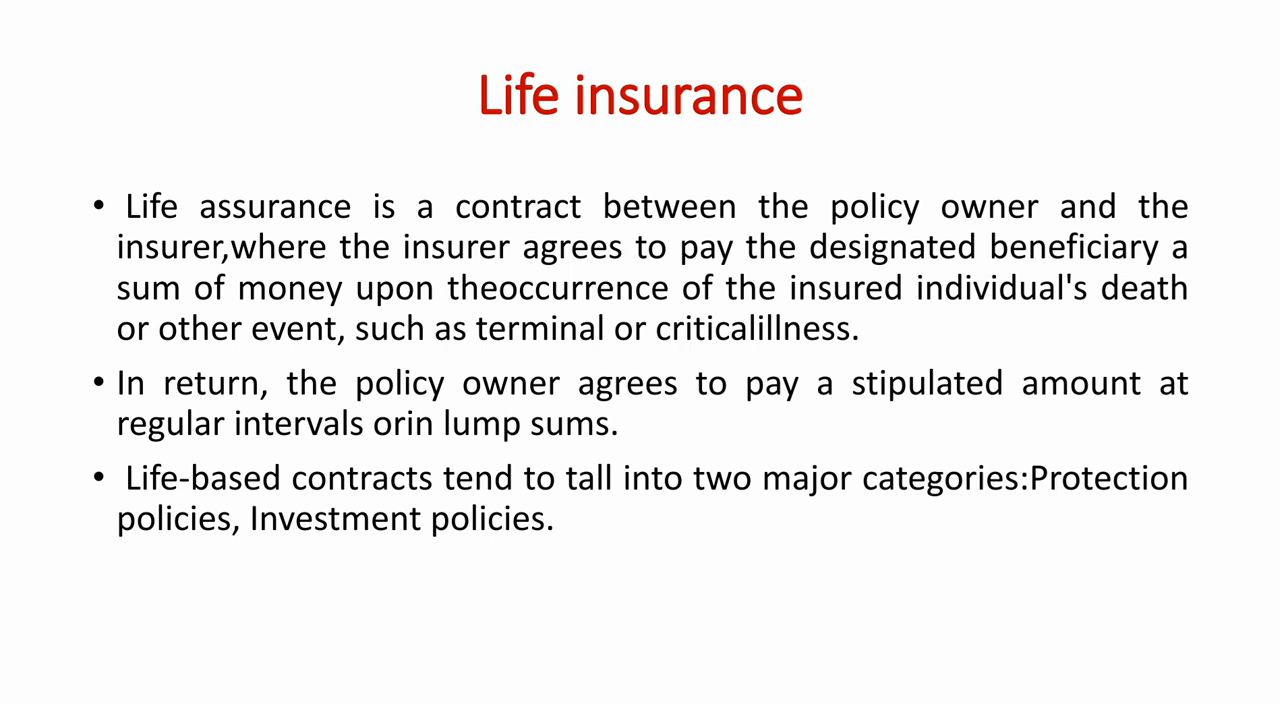 Life insurance
• Life assurance is a contract between the policy owner and the
insurer,where the insurer agrees to pay the designated beneficiary a
sum of money upon theoccurrence of the insured individual's death
or other event, such as terminal or criticalillness.
• In return, the policy owner agrees to pay a stipulated amount at
regular intervals orin lump sums.
• Life-based contracts tend to tall into two major categories:Protection
policies, Investment policies.